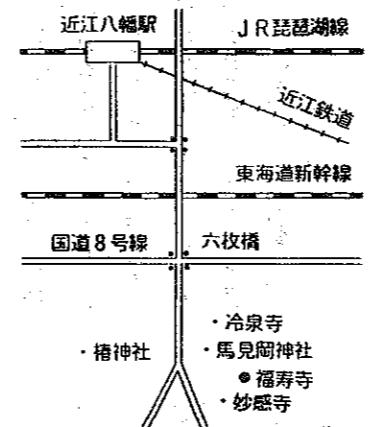 近江八幡駅
JR琵琶湖線
近江鉄道
東海道新幹線
国道8号線
六枚橋
・冷泉寺
・椿神社
・馬見岡神社
●福寿寺
・妙感寺